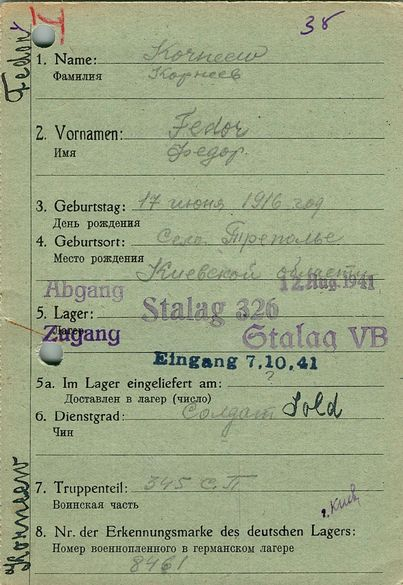 38
I
Fedor
1. Name: Korneew
Фамилия Корнеев
2. Vornamen: Fedor
Имя Федор.
3. Geburtstag: 17 июня 1916 год
День рождения
4. Geburtsort: Село Треполье
Место рождения
Киевской области
Abgang 12. Aug. 1941
5. Lager: Stalag 326
Лагерь
Zugang Stalag VB
Eingang 7.10.41
5a. Im Lager eingeliefert am: ?
Доставлен в лагерь (число)
6. Dienstgrad: Солдат Sold
Чин
Korneew
7. Truppenteil: 345 С.П
Воинская часть
г. Киев
8. Nr. der Erkennungsmarke des deutschen Lagers:
Номер военнопленного в германском лагере
8461